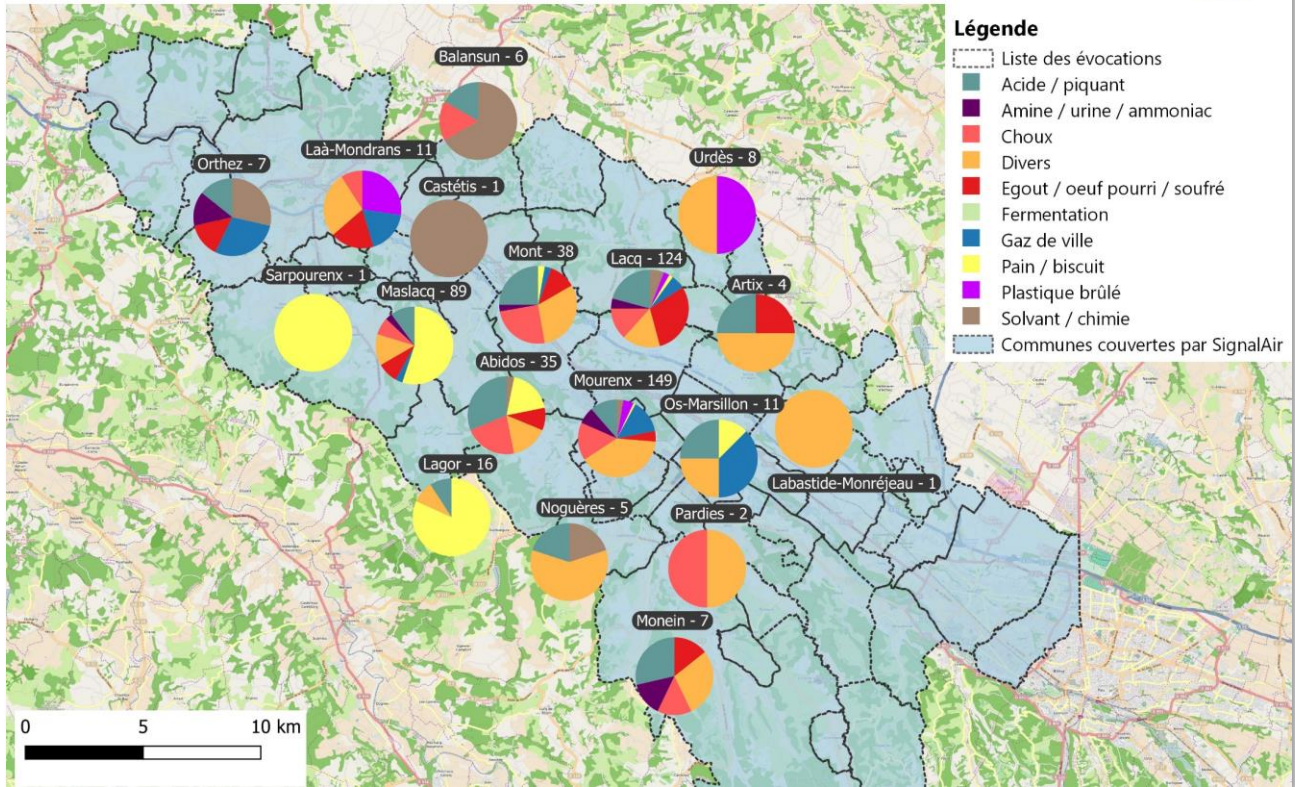 Balansun - 6
Laà-Mondrans - 11
Orthez - 7
Castétis - 1
Urdès - 8
Mont - 38
Lacq - 124
Sarpourenx - 1
Maslacq - 89
Artix - 4
Abidos - 35
Mourenx - 149
Os-Marsillon - 11
Lagor - 16
Labastide-Monréjeau - 1
Noguères - 5
Pardies - 2
Monein - 7
0 5 10 km
Légende
Liste des évocations
Acide / piquant
Amine / urine / ammoniac
Choux
Divers
Egout / oeuf pourri / soufré
Fermentation
Gaz de ville
Pain / biscuit
Plastique brûlé
Solvant / chimie
Communes couvertes par SignalAir